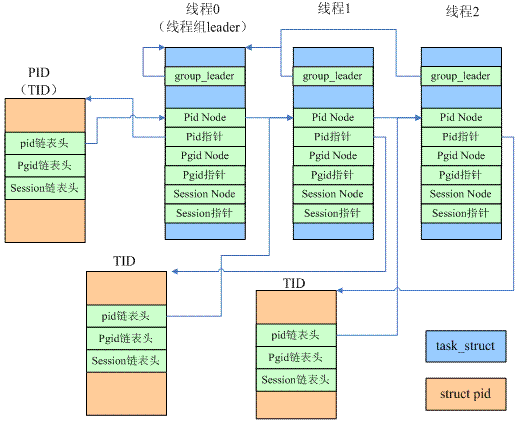 线程0
（线程组leader）
线程1
线程2
PID
（TID）
group_leader
group_leader
group_leader
pid链表头
Pgid链表头
Session链表头
Pid Node
Pid指针
Pgid Node
Pgid指针
Session Node
Session指针
Pid Node
Pid指针
Pgid Node
Pgid指针
Session Node
Session指针
Pid Node
Pid指针
Pgid Node
Pgid指针
Session Node
Session指针
TID
pid链表头
Pgid链表头
Session链表头
TID
pid链表头
Pgid链表头
Session链表头
task_struct
struct pid